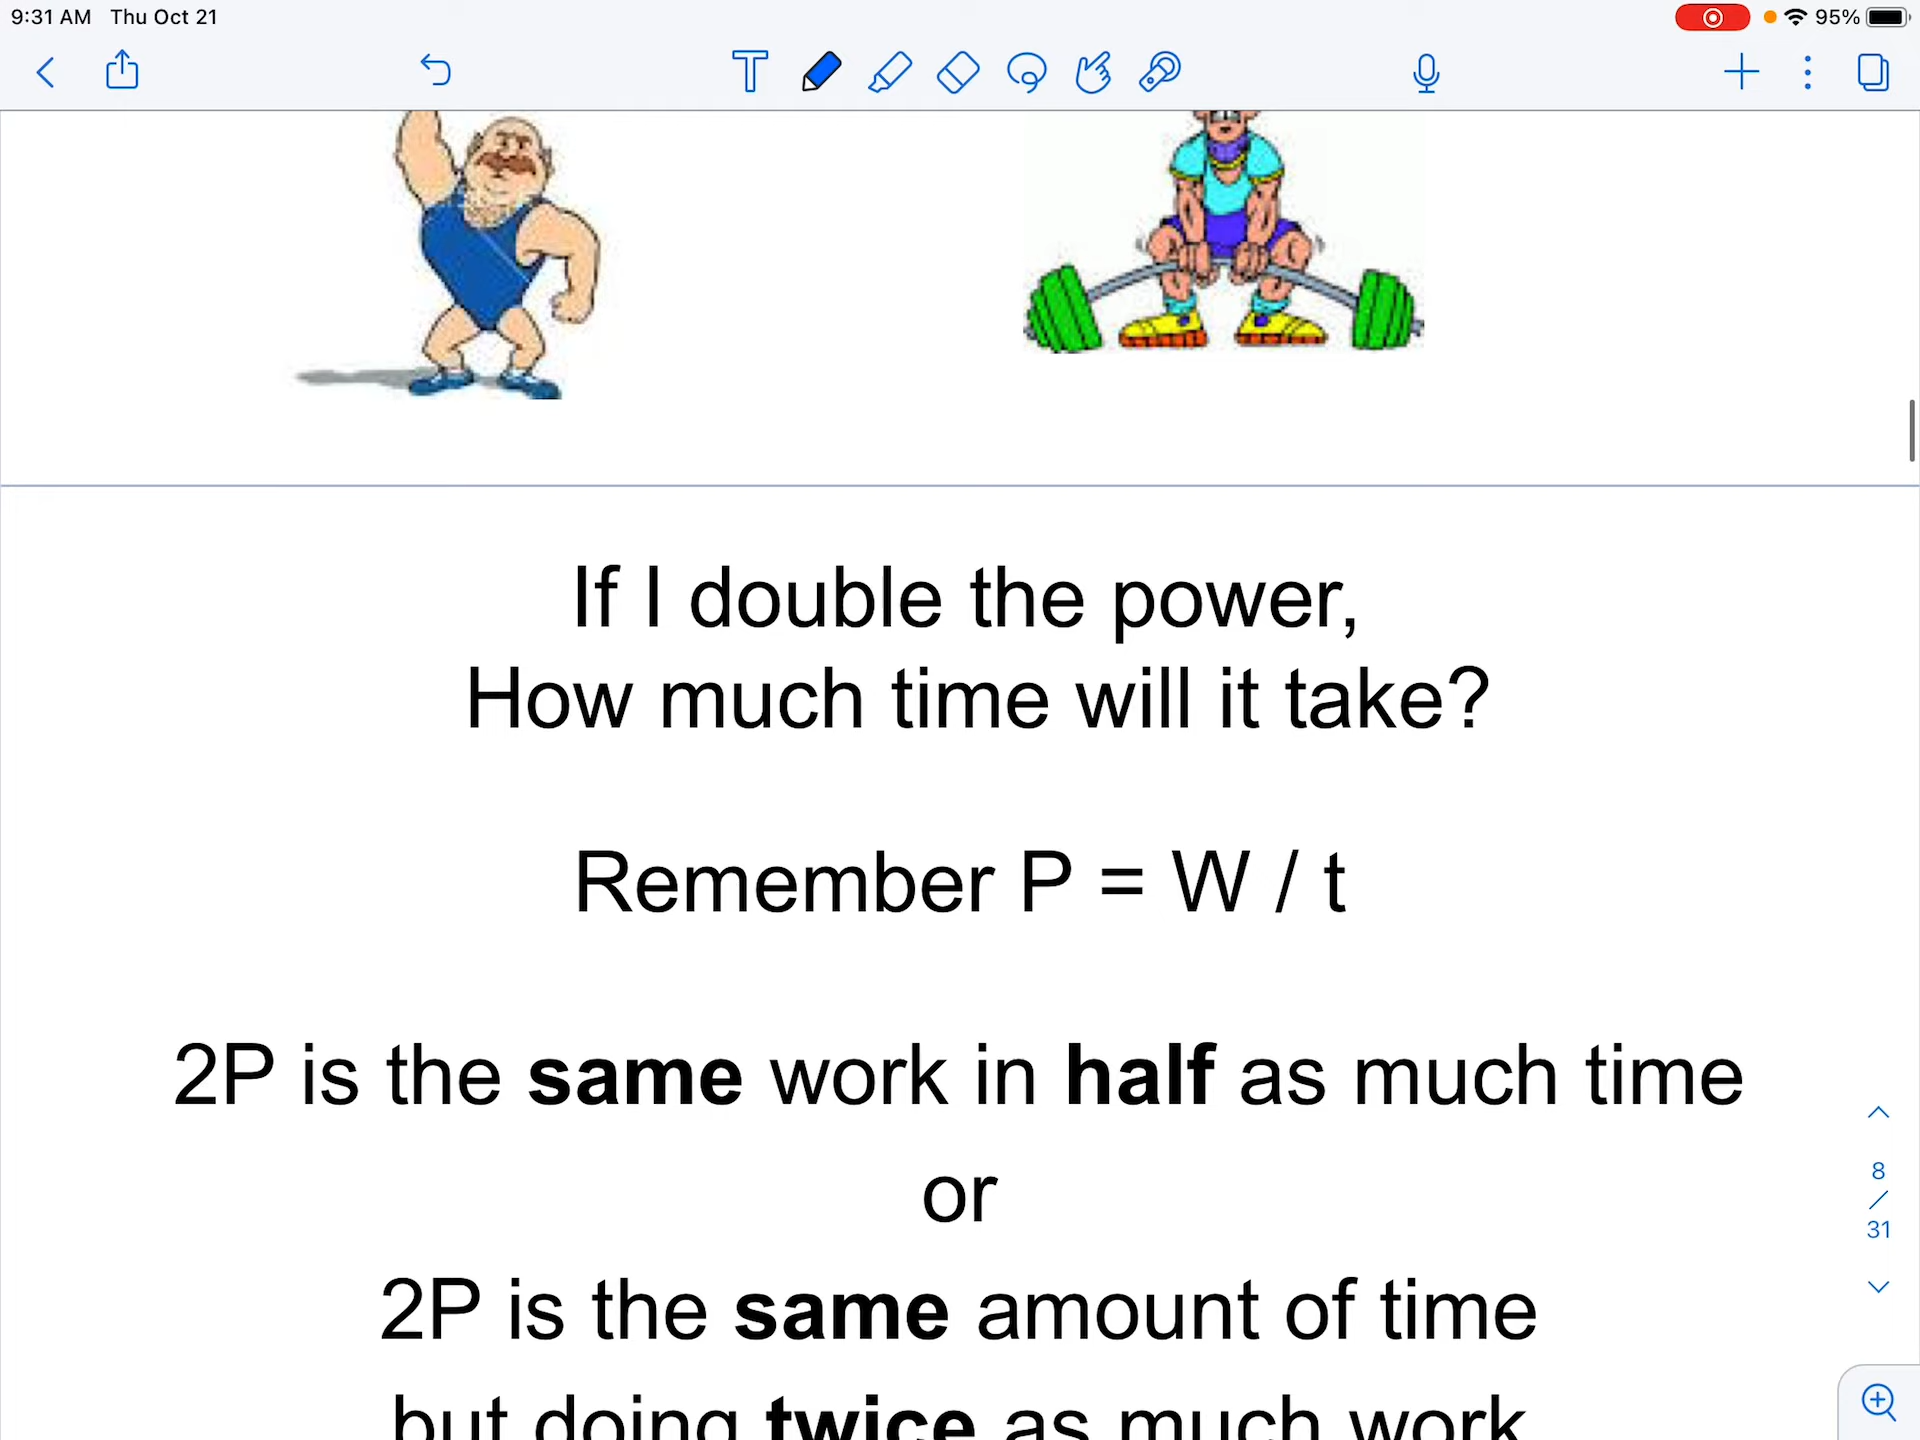 9:31 AM Thu Oct 21
95%
If I double the power,
How much time will it take?
Remember P = W / t
2P is the same work in half as much time
or
2P is the same amount of time
but doing twice as much work
8
/
31